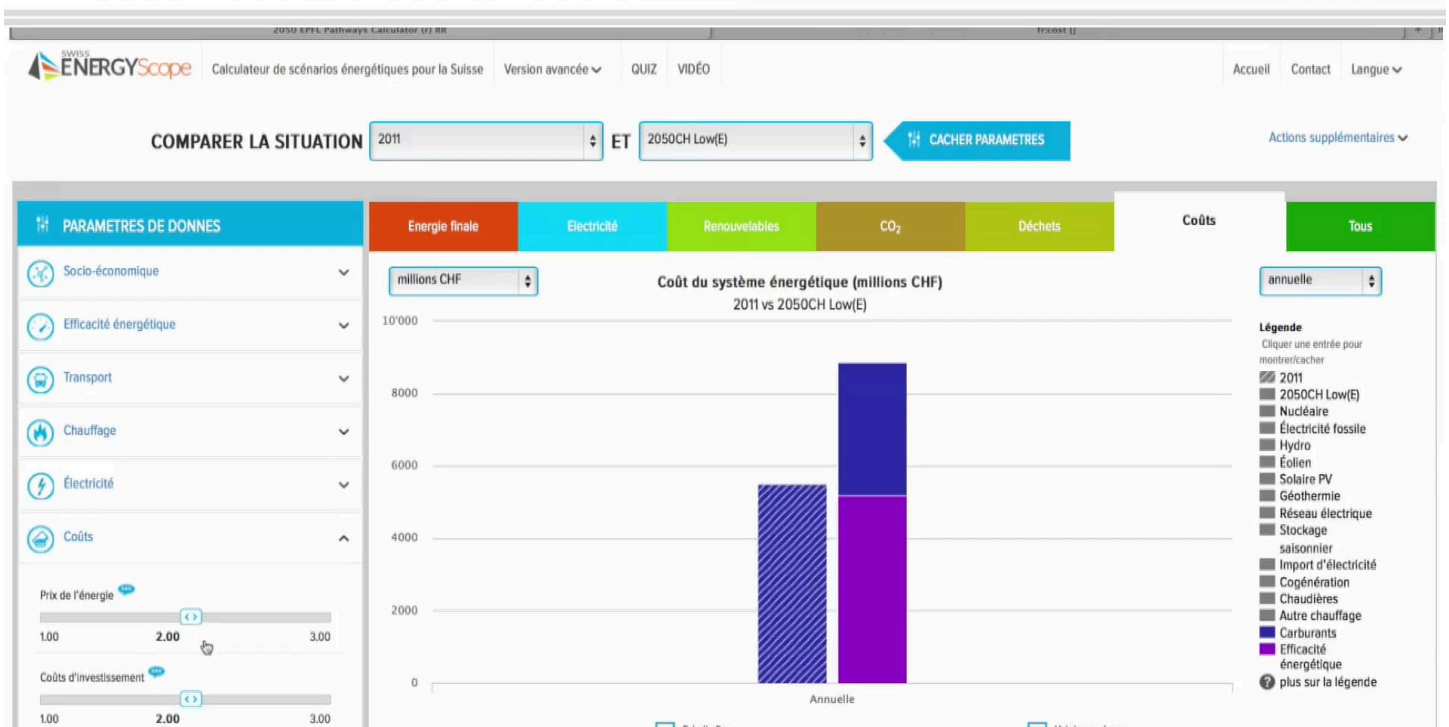 2050 EPFL Pathways Calculator (r) RR
fr:cost []
SWISS
ENERGYScope
Calculateur de scénarios énergétiques pour la Suisse
Version avancée
QUIZ
VIDÉO
Accueil
Contact
Langue
COMPARER LA SITUATION
2011
ET
2050CH Low(E)
CACHER PARAMETRES
Actions supplémentaires
PARAMETRES DE DONNES
Energie finale
Electricité
Renouvelables
CO₂
Déchets
Coûts
Tous
Socio-économique
Efficacité énergétique
Transport
Chauffage
Électricité
Coûts
Prix de l'énergie
1.00
2.00
3.00
Coûts d'investissement
1.00
2.00
3.00
millions CHF
Coût du système énergétique (millions CHF)
2011 vs 2050CH Low(E)
annuelle
10'000
8000
6000
4000
2000
0
Annuelle
Légende
Cliquer une entrée pour
montrer/cacher
2011
2050CH Low(E)
Nucléaire
Électricité fossile
Hydro
Éolien
Solaire PV
Géothermie
Réseau électrique
Stockage
saisonnier
Import d'électricité
Cogénération
Chaudières
Autre chauffage
Carburants
Efficacité
énergétique
plus sur la légende